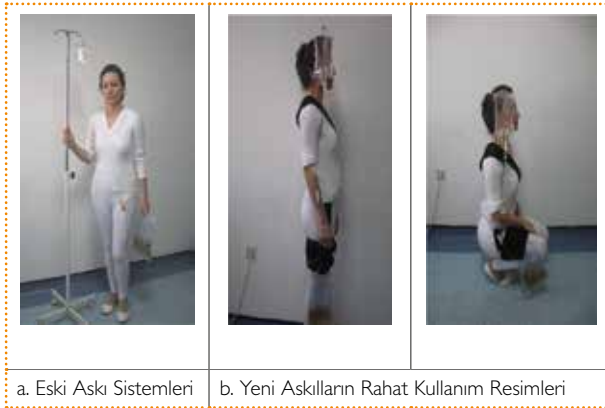 a. Eski Askı Sistemleri
b. Yeni Askılların Rahat Kullanım Resimleri